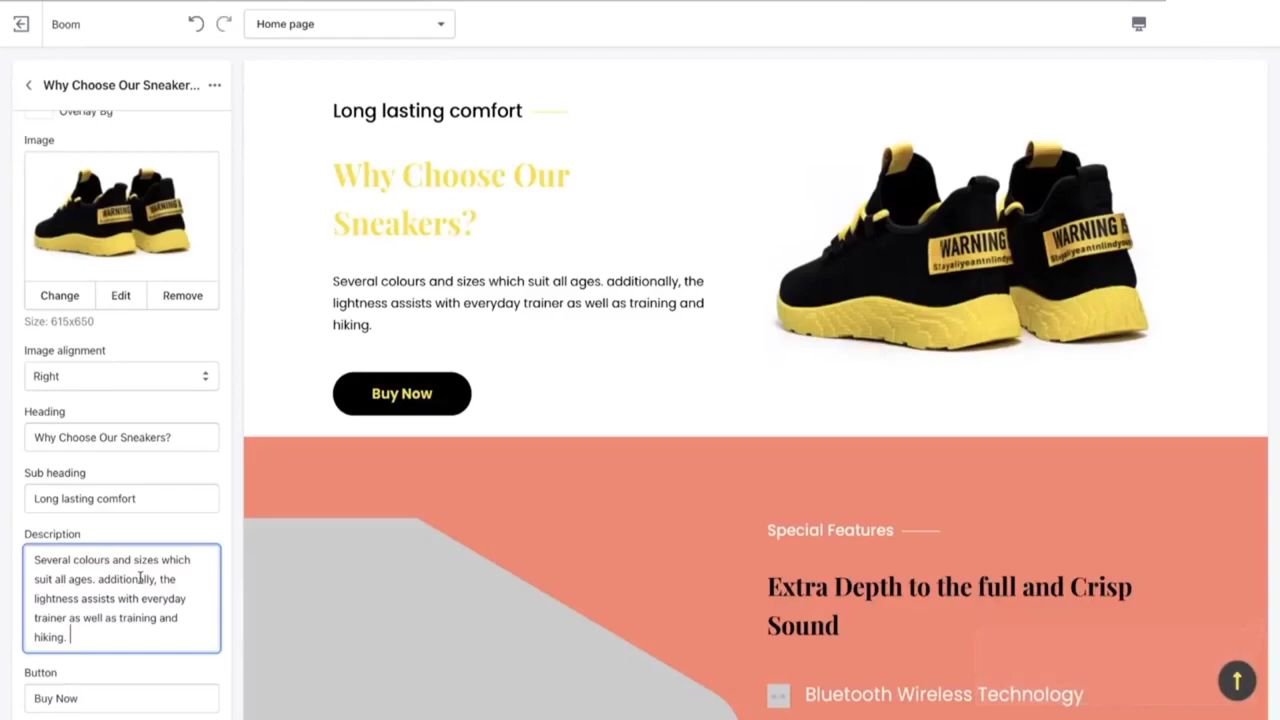 Boom
Home page
Why Choose Our Sneaker...
Overlay Bg
Image
WARNING
WARNING
Change
Edit
Remove
Size: 615x650
Image alignment
Right
Heading
Why Choose Our Sneakers?
Sub heading
Long lasting comfort
Description
Several colours and sizes which
suit all ages. additionally, the
lightness assists with everyday
trainer as well as training and
hiking.
Button
Buy Now
Long lasting comfort
Why Choose Our
Sneakers?
Several colours and sizes which suit all ages. additionally, the
lightness assists with everyday trainer as well as training and
hiking.
Buy Now
WARNING
WARNING
Special Features
Extra Depth to the full and Crisp
Sound
Bluetooth Wireless Technology